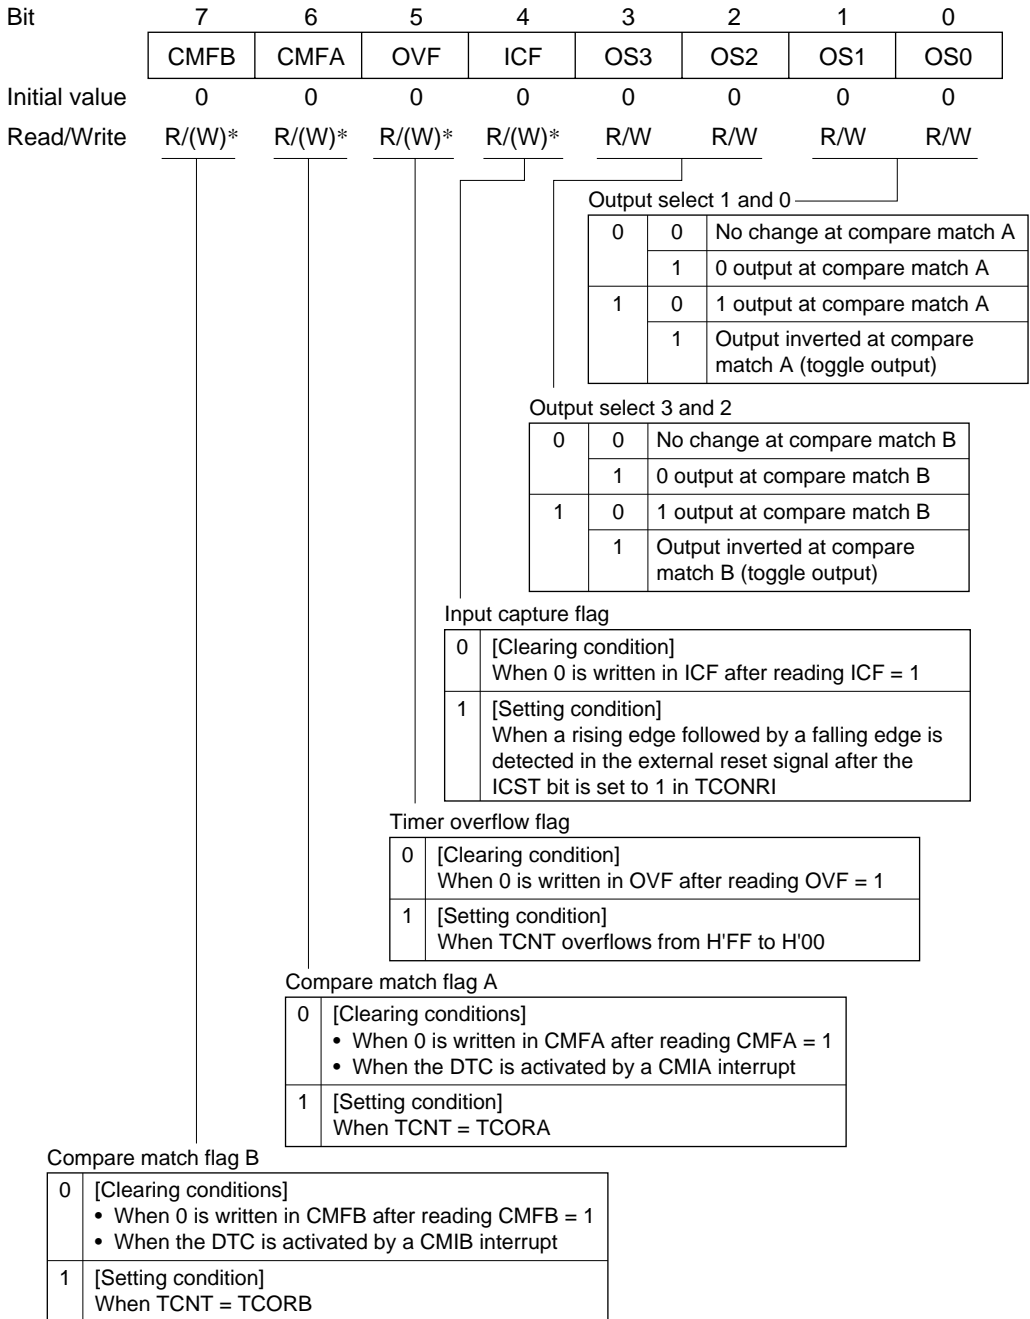 Bit 7 6 5 4 3 2 1 0
CMFB CMFA OVF ICF OS3 OS2 OS1 OS0
Initial value 0 0 0 0 0 0 0 0
Read/Write R/(W)* R/(W)* R/(W)* R/(W)* R/W R/W R/W R/W
Output select 1 and 0
0 0 No change at compare match A
1 0 output at compare match A
1 0 1 output at compare match A
1 Output inverted at compare
match A (toggle output)
Output select 3 and 2
0 0 No change at compare match B
1 0 output at compare match B
1 0 1 output at compare match B
1 Output inverted at compare
match B (toggle output)
Input capture flag
0 [Clearing condition]
When 0 is written in ICF after reading ICF = 1
1 [Setting condition]
When a rising edge followed by a falling edge is
detected in the external reset signal after the
ICST bit is set to 1 in TCONRI
Timer overflow flag
0 [Clearing condition]
When 0 is written in OVF after reading OVF = 1
1 [Setting condition]
When TCNT overflows from H'FF to H'00
Compare match flag A
0 [Clearing conditions]
• When 0 is written in CMFA after reading CMFA = 1
• When the DTC is activated by a CMIA interrupt
1 [Setting condition]
When TCNT = TCORA
Compare match flag B
0 [Clearing conditions]
• When 0 is written in CMFB after reading CMFB = 1
• When the DTC is activated by a CMIB interrupt
1 [Setting condition]
When TCNT = TCORB